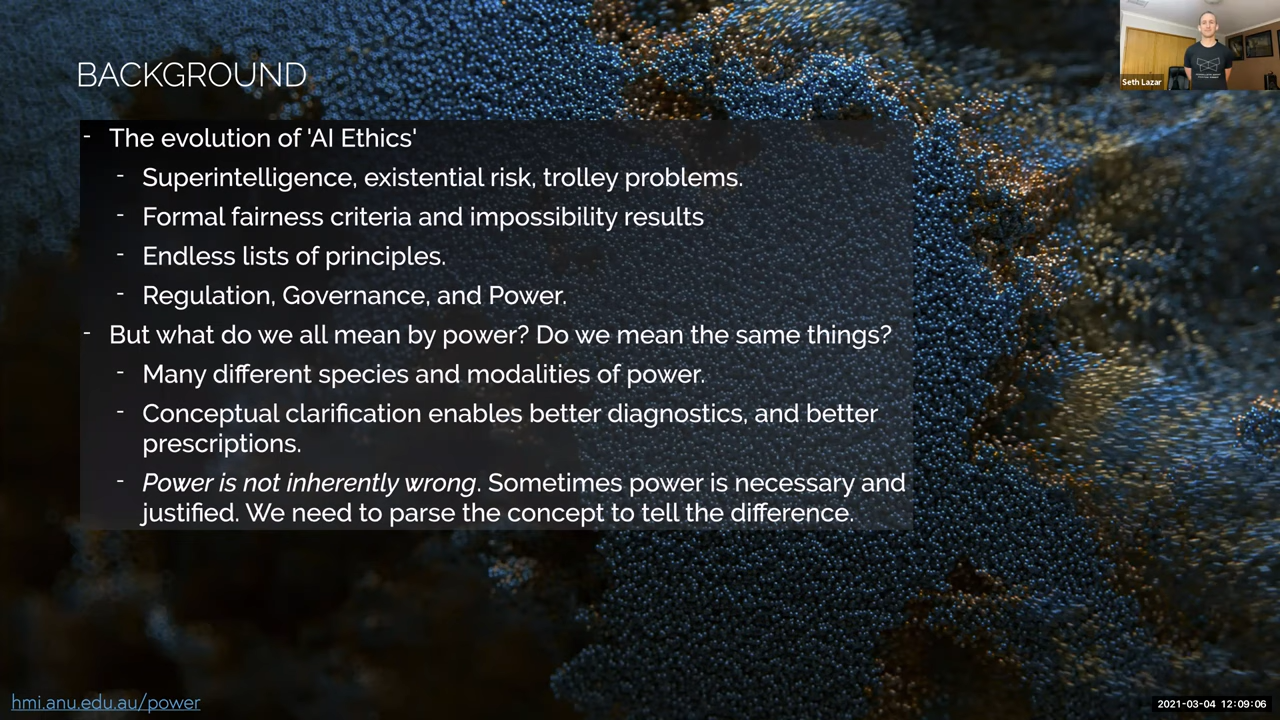 Seth Lazar
BACKGROUND
- The evolution of 'AI Ethics'
- Superintelligence, existential risk, trolley problems.
- Formal fairness criteria and impossibility results
- Endless lists of principles.
- Regulation, Governance, and Power.
- But what do we all mean by power? Do we mean the same things?
- Many different species and modalities of power.
- Conceptual clarification enables better diagnostics, and better
prescriptions.
- Power is not inherently wrong. Sometimes power is necessary and
justified. We need to parse the concept to tell the difference.
hmi.anu.edu.au/power
2021-03-04 12:09:06